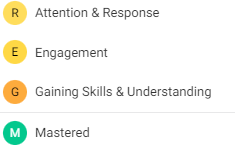 R Attention & Response
E Engagement
G Gaining Skills & Understanding
M Mastered